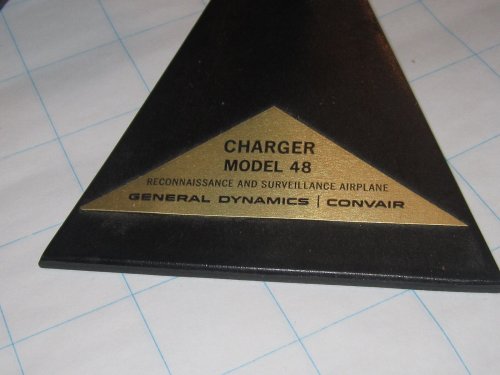 CHARGER
MODEL 48
RECONNAISSANCE AND SURVEILLANCE AIRPLANE
GENERAL DYNAMICS | CONVAIR